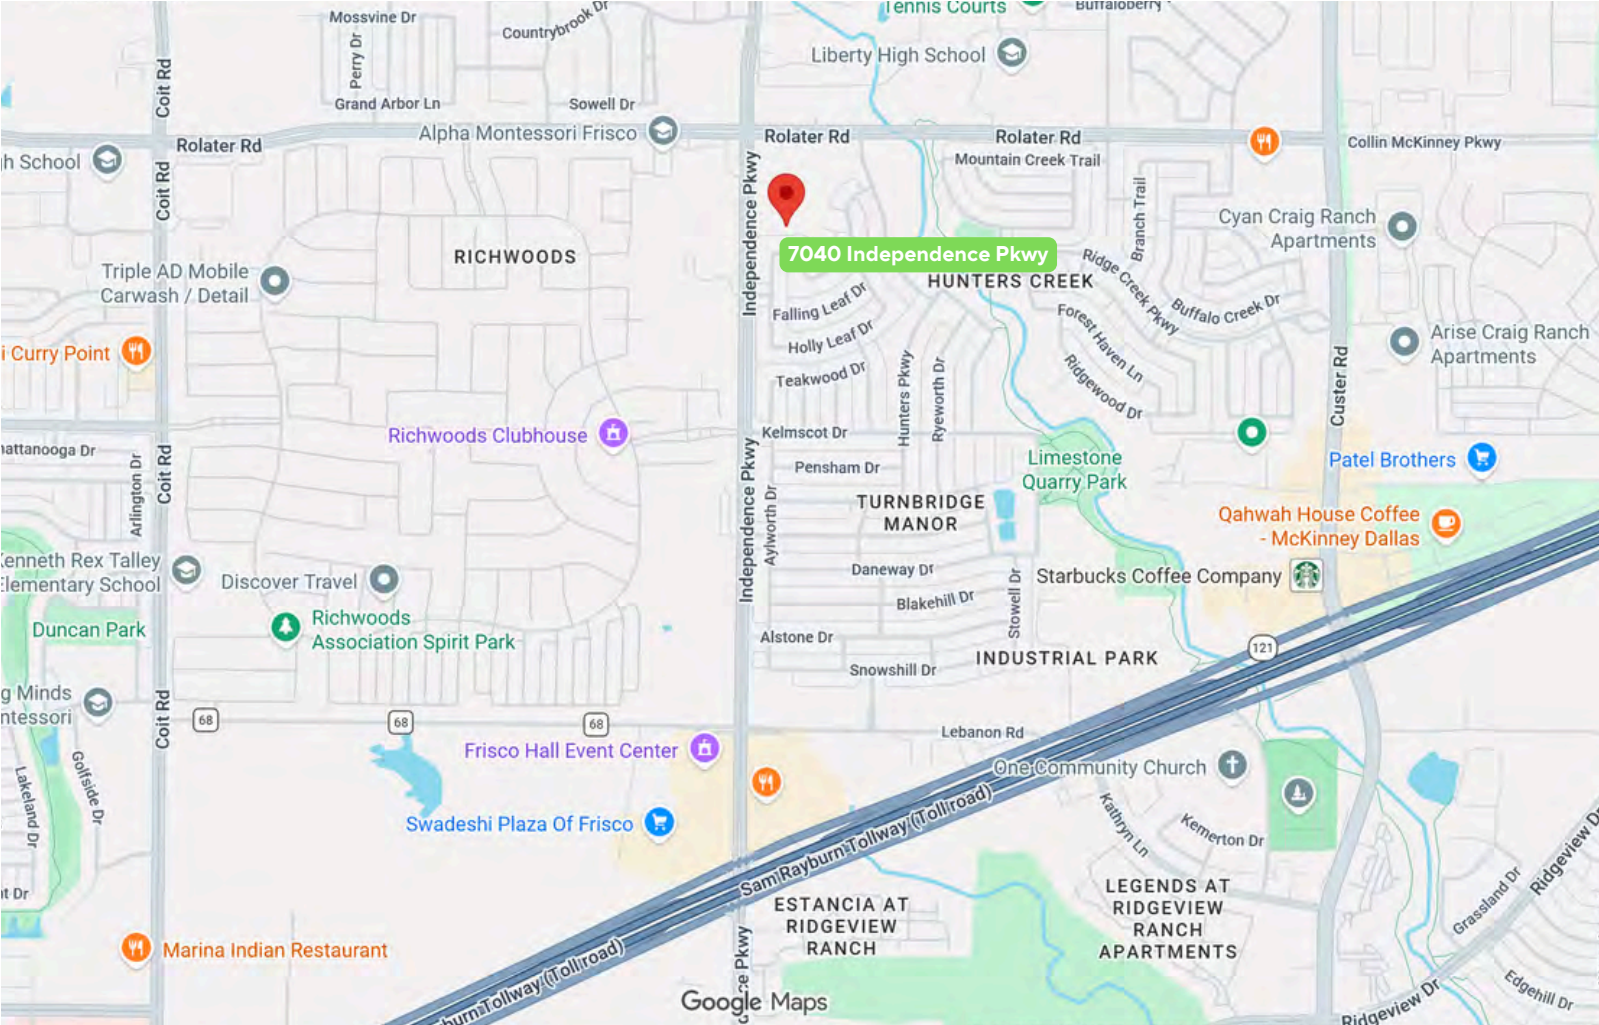 Mossvine Dr
Countrybrook Dr
Tennis Courts
Buffaloberry
Perry Dr
Liberty High School
Coit Rd
Grand Arbor Ln
Sowell Dr
Alpha Montessori Frisco
Rolater Rd
Rolater Rd
Rolater Rd
Collin McKinney Pkwy
gh School
Mountain Creek Trail
Coit Rd
Independence Pkwy
Branch Trail
Cyan Craig Ranch
Apartments
RICHWOODS
7040 Independence Pkwy
HUNTERS CREEK
Ridge Creek Pkwy
Triple AD Mobile
Carwash / Detail
Falling Leaf Dr
Buffalo Creek Dr
Forest Haven Ln
Holly Leaf Dr
Arise Craig Ranch
Apartments
i Curry Point
Teakwood Dr
Hunters Pkwy
Ryeworth Dr
Ridgewood Dr
Custer Rd
Richwoods Clubhouse
Kelmscot Dr
hattanooga Dr
Arlington Dr
Coit Rd
Independence Pkwy
Pensham Dr
Limestone
Quarry Park
Patel Brothers
TURNBRIDGE
MANOR
Aylworth Dr
Qahwah House Coffee
- McKinney Dallas
Kenneth Rex Talley
Elementary School
Discover Travel
Daneway Dr
Starbucks Coffee Company
Blakehill Dr
Stowell Dr
Richwoods
Association Spirit Park
Duncan Park
Alstone Dr
INDUSTRIAL PARK
121
Snowshill Dr
g Minds
ntessori
Coit Rd
68
68
68
Lebanon Rd
Frisco Hall Event Center
One Community Church
Lakeland Dr
Golfside Dr
Swadeshi Plaza Of Frisco
Sam Rayburn Tollway (Toll road)
Kathryn Ln
Kemerton Dr
Ridgeview Dr
nt Dr
ESTANCIA AT
RIDGEVIEW
RANCH
LEGENDS AT
RIDGEVIEW
RANCH
APARTMENTS
Grassland Dr
Marina Indian Restaurant
burn Tollway (Toll road)
ce Pkwy
Google Maps
Ridgeview Dr
Edgehill Dr